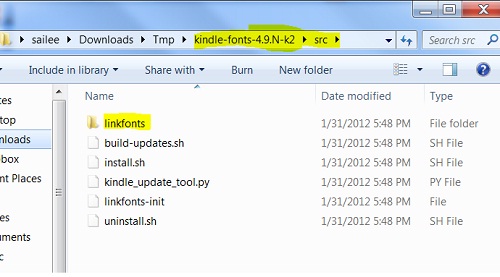 sailee Downloads Tmp kindle-fonts-4.9.N-k2 src Search src
Include in library Share with Burn New folder
Name Date modified Type
linkfonts 1/31/2012 5:48 PM File folder
build-updates.sh 1/31/2012 5:48 PM SH File
install.sh 1/31/2012 5:48 PM SH File
kindle_update_tool.py 1/31/2012 5:48 PM PY File
linkfonts-init 1/31/2012 5:48 PM File
uninstall.sh 1/31/2012 5:48 PM SH File
tes
top
nloads
box
nt Places
s
es
uments
c